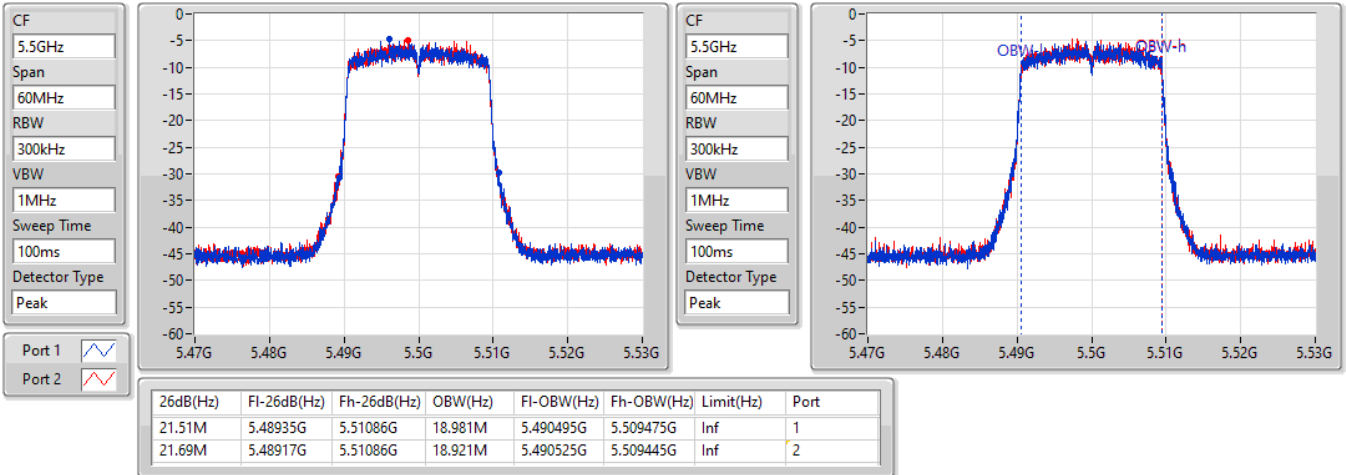 CF
5.5GHz
Span
60MHz
RBW
300kHz
VBW
1MHz
Sweep Time
100ms
Detector Type
Peak
Port 1
Port 2
0-
-5-
-10-
-15-
-20-
-25-
-30-
-35-
-40-
-45-
-50-
-55-
-60-
5.47G 5.48G 5.49G 5.5G 5.51G 5.52G 5.53G
CF
5.5GHz
Span
60MHz
RBW
300kHz
VBW
1MHz
Sweep Time
100ms
Detector Type
Peak
0-
-5-
-10-
-15-
-20-
-25-
-30-
-35-
-40-
-45-
-50-
-55-
-60-
OBW-h
5.47G 5.48G 5.49G 5.5G 5.51G 5.52G 5.53G
26dB(Hz) Fl-26dB(Hz) Fh-26dB(Hz) OBW(Hz) Fl-OBW(Hz) Fh-OBW(Hz) Limit(Hz) Port
21.51M 5.48935G 5.51086G 18.981M 5.490495G 5.509475G Inf 1
21.69M 5.48917G 5.51086G 18.921M 5.490525G 5.509445G Inf 2